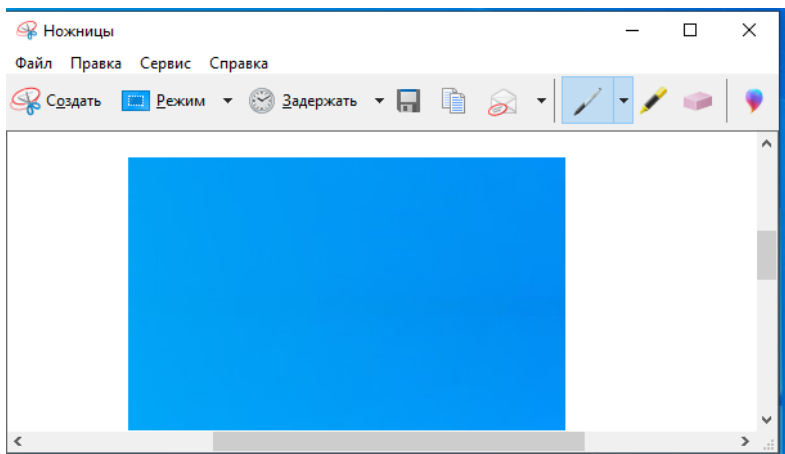 Ножницы
Файл Правка Сервис Справка
Создать Режим Задержать